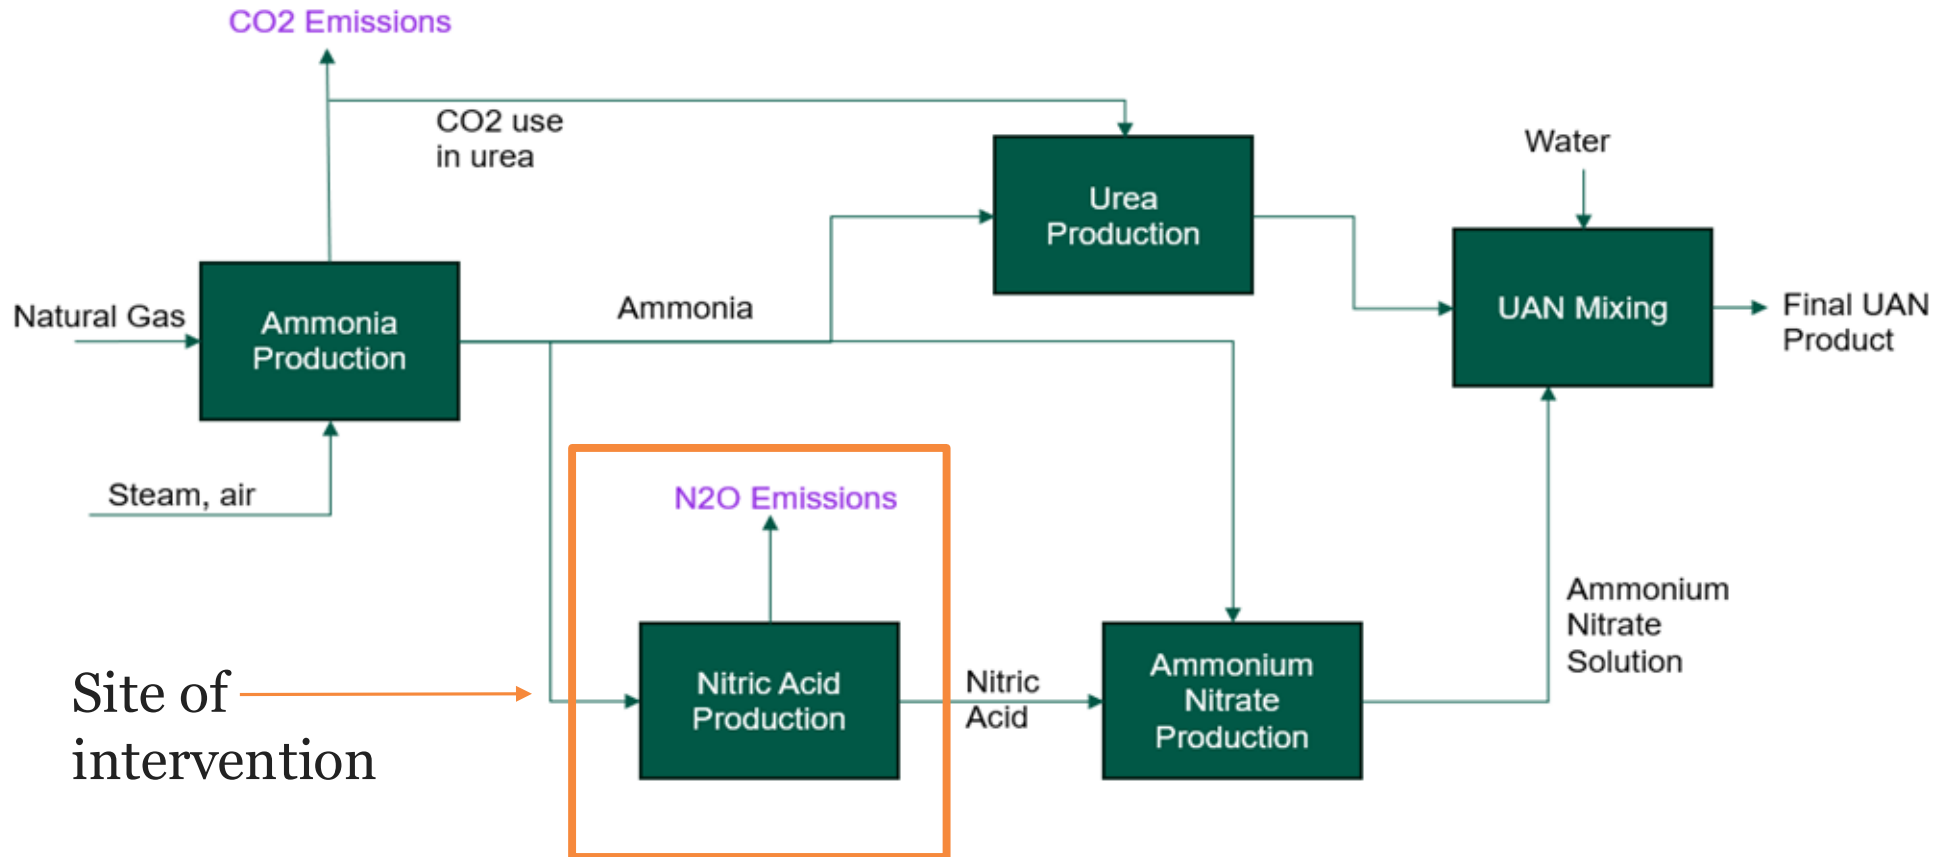 CO2 Emissions
CO2 use
in urea
Water
Urea
Production
Natural Gas
Ammonia
Production
Ammonia
UAN Mixing
Final UAN
Product
Steam, air
N2O Emissions
Site of
intervention
Nitric Acid
Production
Nitric
Acid
Ammonium
Nitrate
Production
Ammonium
Nitrate
Solution